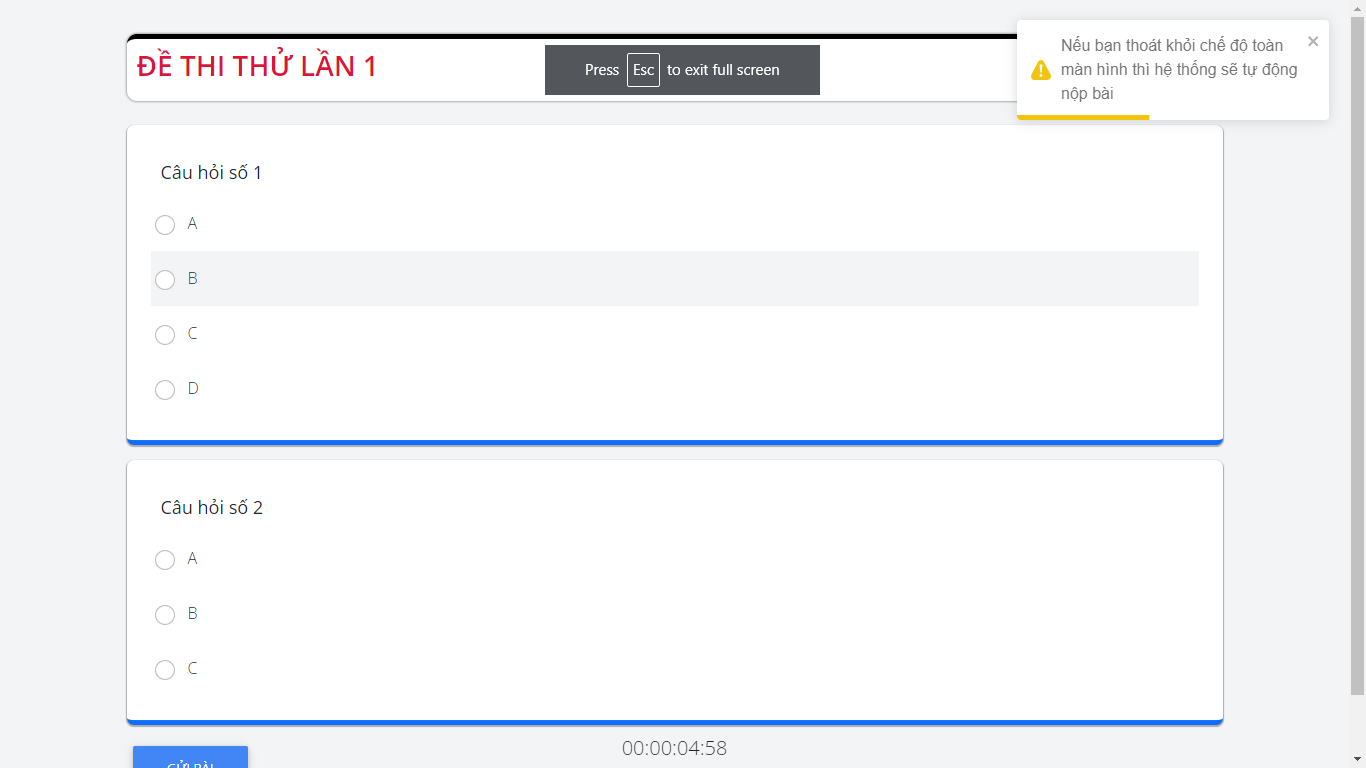 ĐỀ THI THỬ LẦN 1
Press Esc to exit full screen
Nếu bạn thoát khỏi chế độ toàn
màn hình thì hệ thống sẽ tự động
nộp bài
Câu hỏi số 1
A
B
C
D
Câu hỏi số 2
A
B
C
00:00:04:58
GỬI BÀI